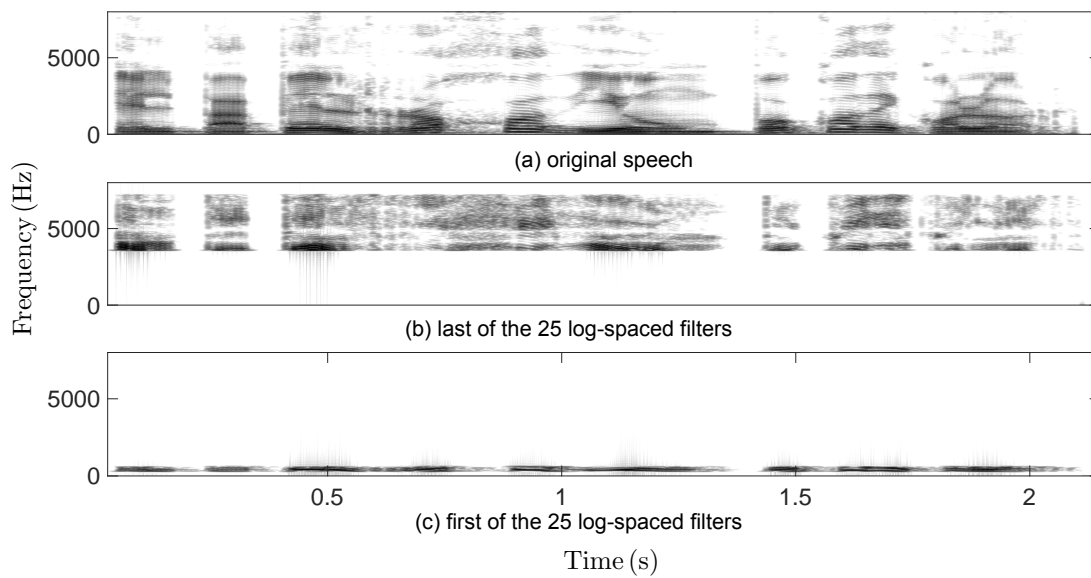 5000
0
(a) original speech
5000
0
(b) last of the 25 log-spaced filters
5000
0
0.5 1 1.5 2
(c) first of the 25 log-spaced filters
Time (s)
Frequency (Hz)